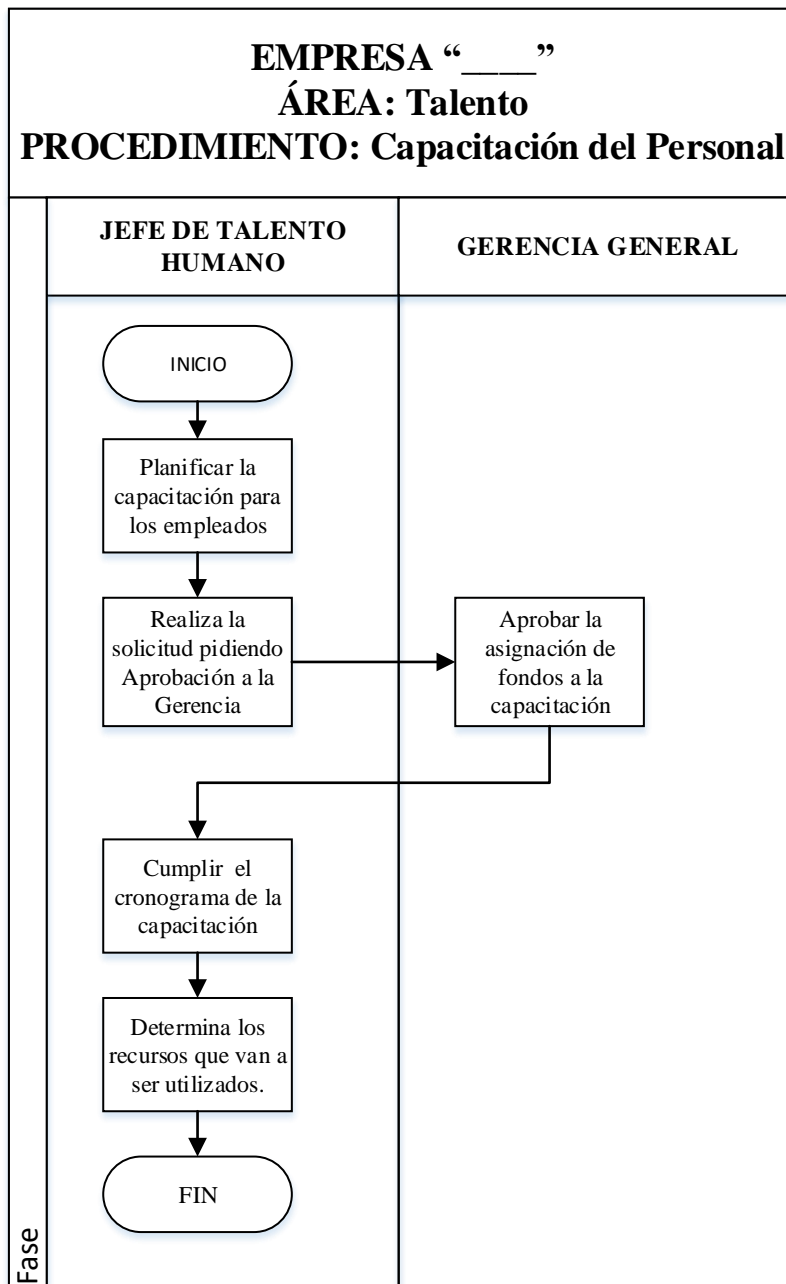 EMPRESA “____”
ÁREA: Talento
PROCEDIMIENTO: Capacitación del Personal
JEFE DE TALENTO
HUMANO
GERENCIA GENERAL
INICIO
Planificar la
capacitación para
los empleados
Realiza la
solicitud pidiendo
Aprobación a la
Gerencia
Aprobar la
asignación de
fondos a la
capacitación
Cumplir  el
cronograma de la
capacitación
Determina los
recursos que van a
ser utilizados.
FIN
Fase